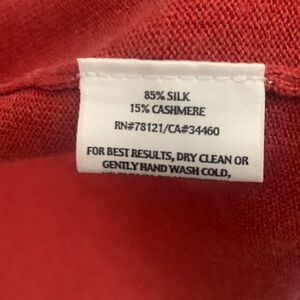 85% SILK
15% CASHMERE
RN#78121/CA#34460
FOR BEST RESULTS, DRY CLEAN OR
GENTLY HAND WASH COLD,